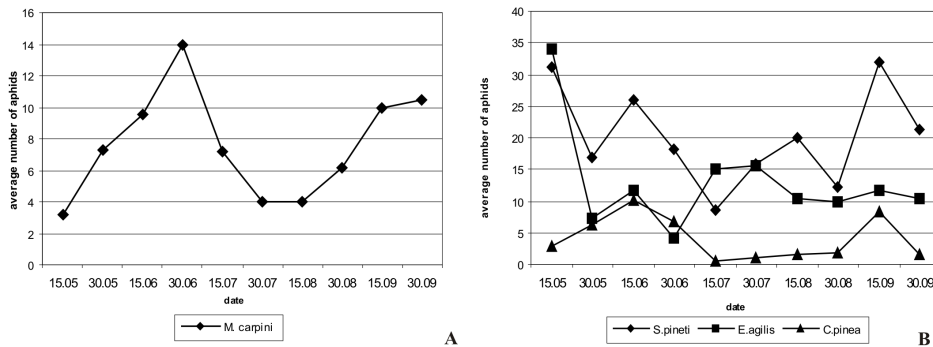 average number of aphids
16
14
12
10
8
6
4
2
0
15.05 30.05 15.06 30.06 15.07 30.07 15.08 30.08 15.09 30.09
date
M. carpini
A
average number of aphids
40
35
30
25
20
15
10
5
0
15.05 30.05 15.06 30.06 15.07 30.07 15.08 30.08 15.09 30.09
date
S.pineti E.agilis C.pinea
B